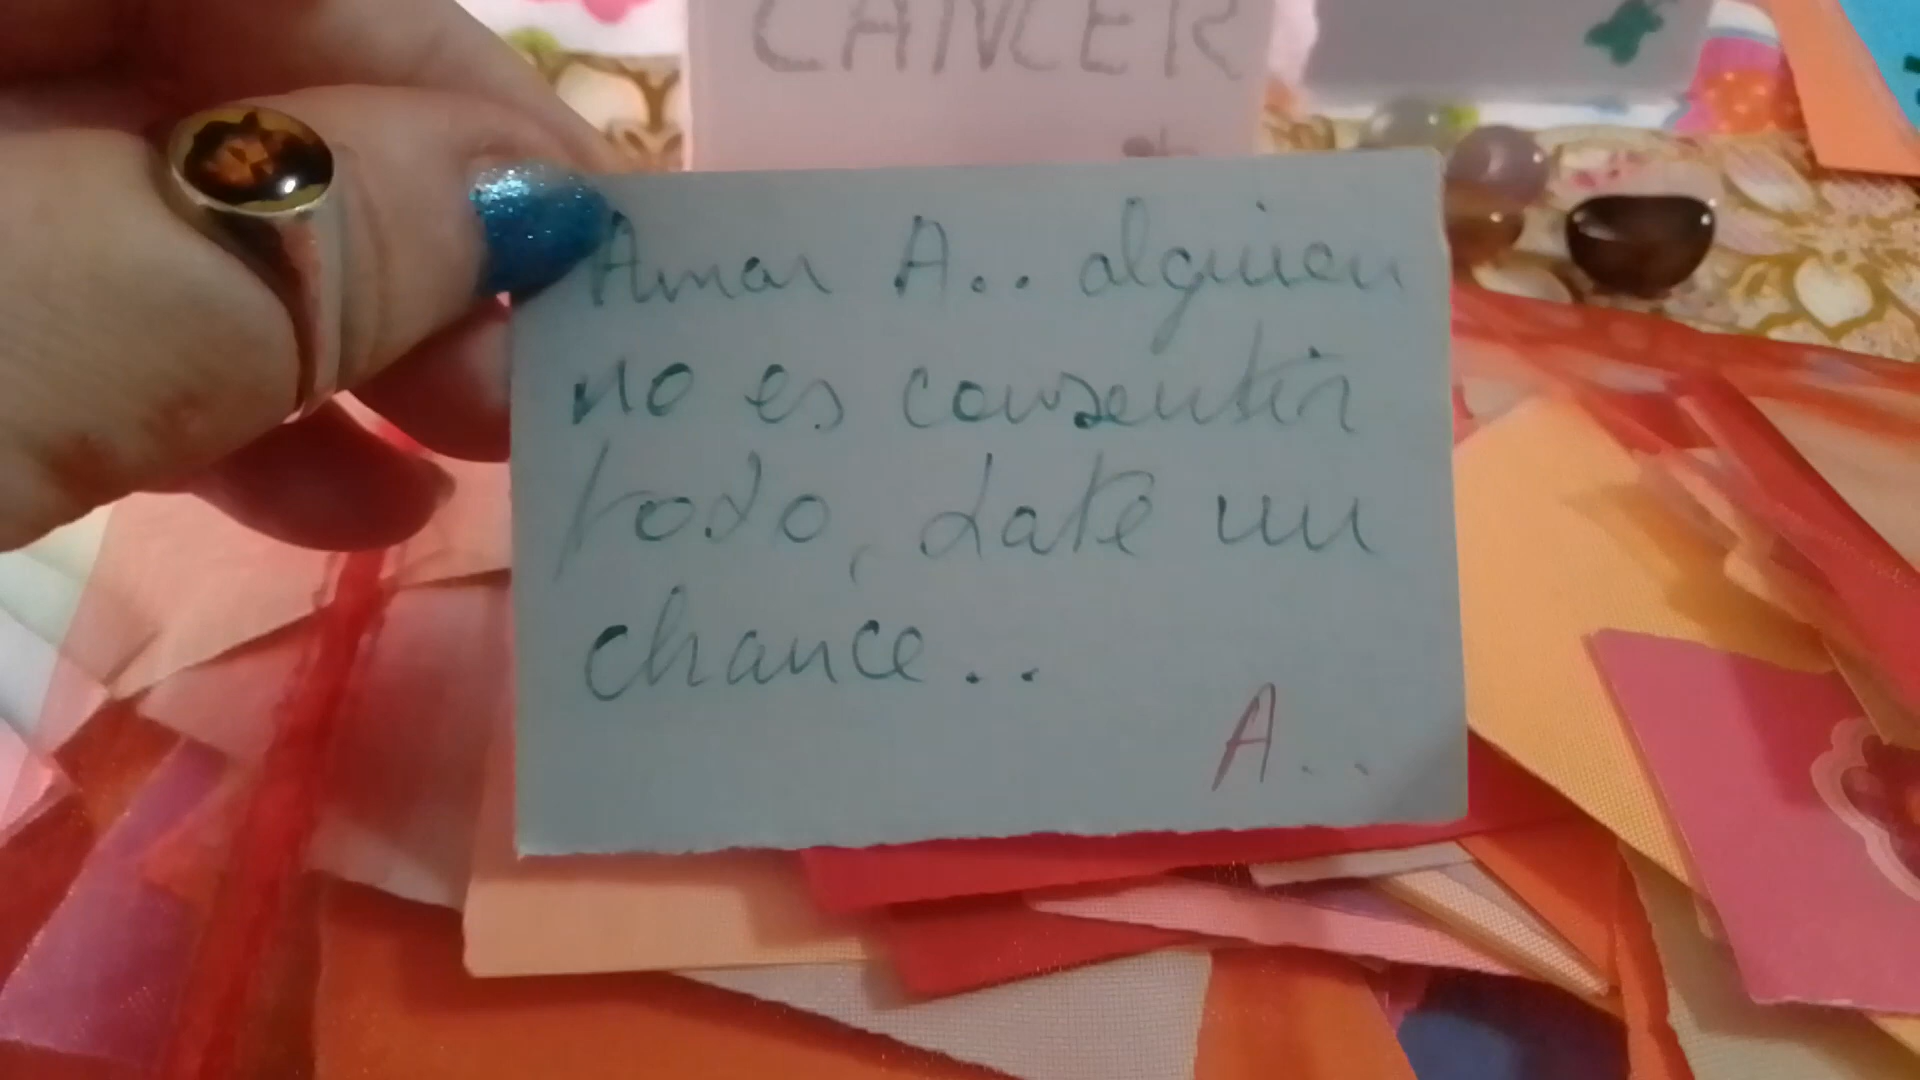 CANCER
Amar A.. alguien
no es consentir
todo, date un
chance..
A..